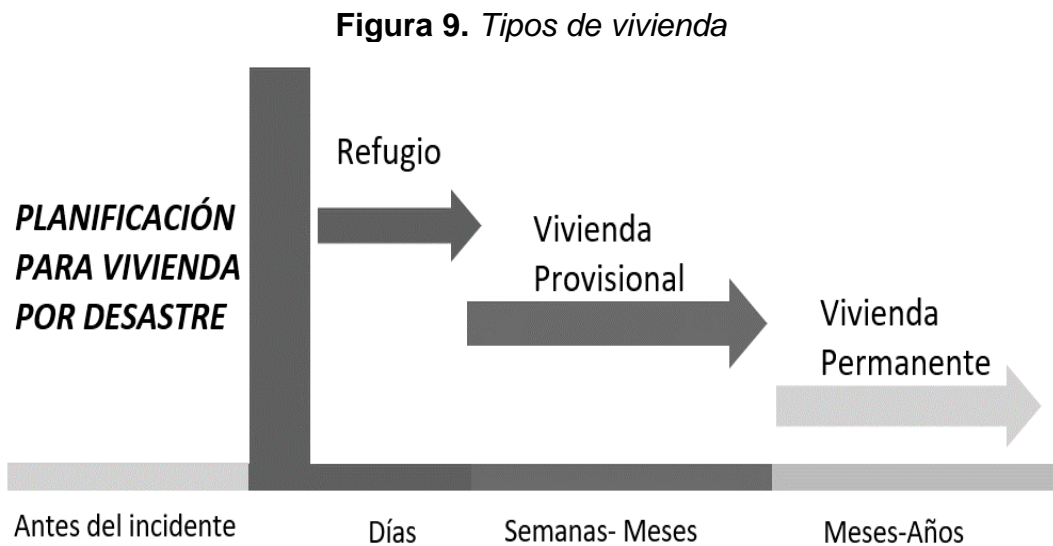 Figura 9. Tipos de vivienda
PLANIFICACIÓN
PARA VIVIENDA
POR DESASTRE
Refugio
Vivienda
Provisional
Vivienda
Permanente
Antes del incidente
Días
Semanas- Meses
Meses-Años